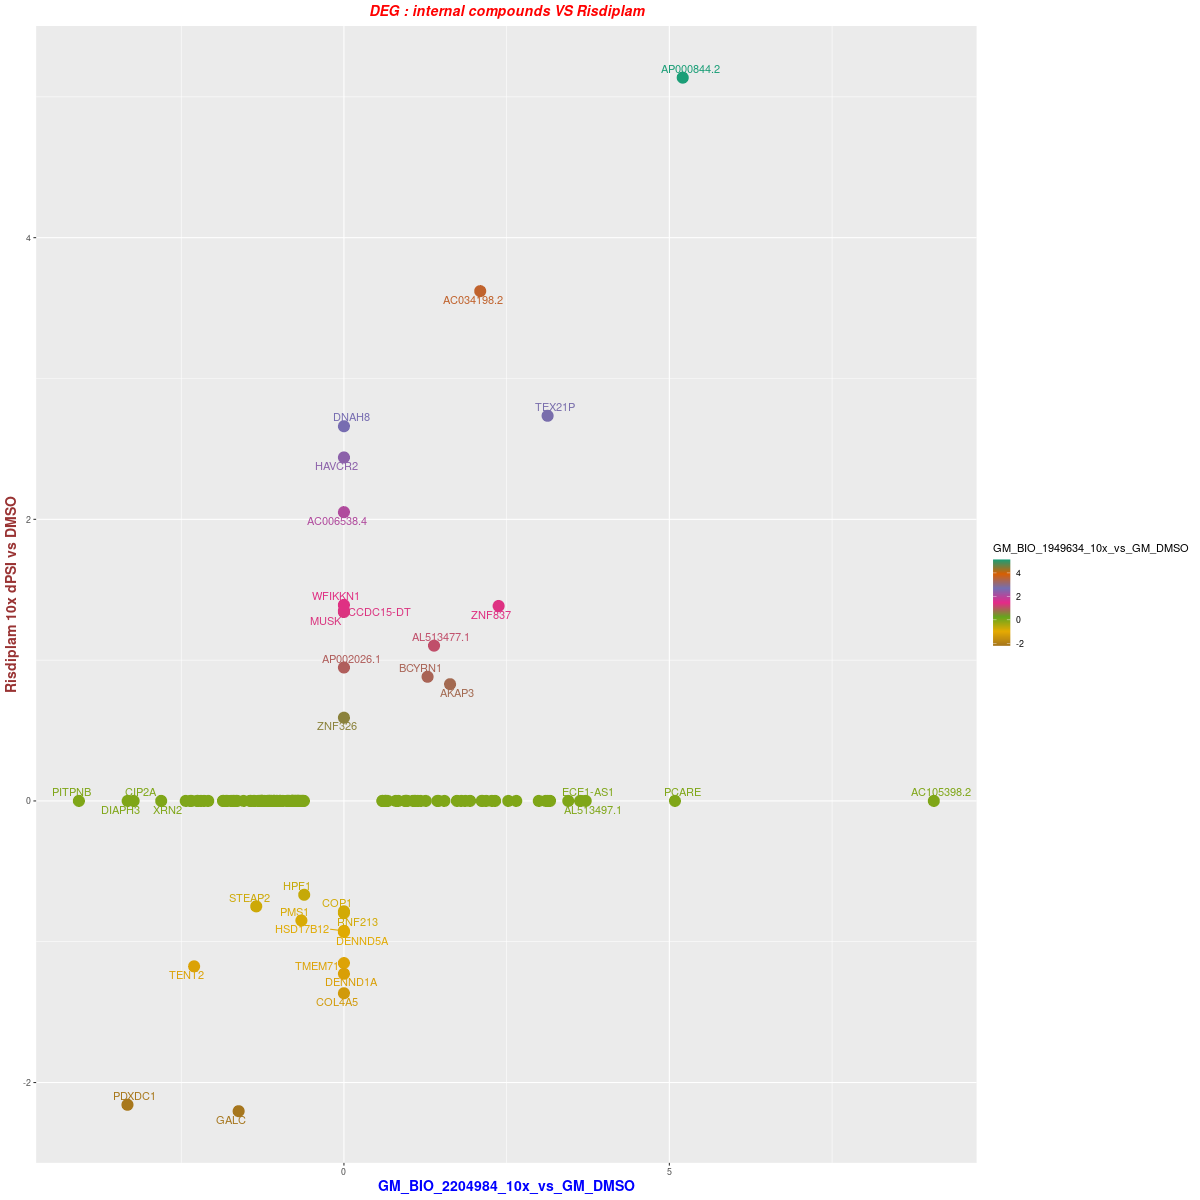 DEG : internal compounds VS Risdiplam
AP000844.2
4
AC034198.2
TEX21P
DNAH8
HAVCR2
2
AC006538.4
WFIKKN1
CCDC15-DT
ZNF837
MUSK
AL513477.1
AP002026.1
BCYRN1
AKAP3
ZNF326
PITPNB
CIP2A
ECE1-AS1
PCARE
AC105398.2
0
DIAPH3
XRN2
AL513497.1
HPF1
STEAP2
COP1
PMS1
RNF213
HSD17B12
DENND5A
TMEM71
TENT2
DENND1A
COL4A5
-2
PDXDC1
GALC
0
5
GM_BIO_2204984_10x_vs_GM_DMSO
Risdiplam 10x dPSI vs DMSO
GM_BIO_1949634_10x_vs_GM_DMSO
4
2
0
-2